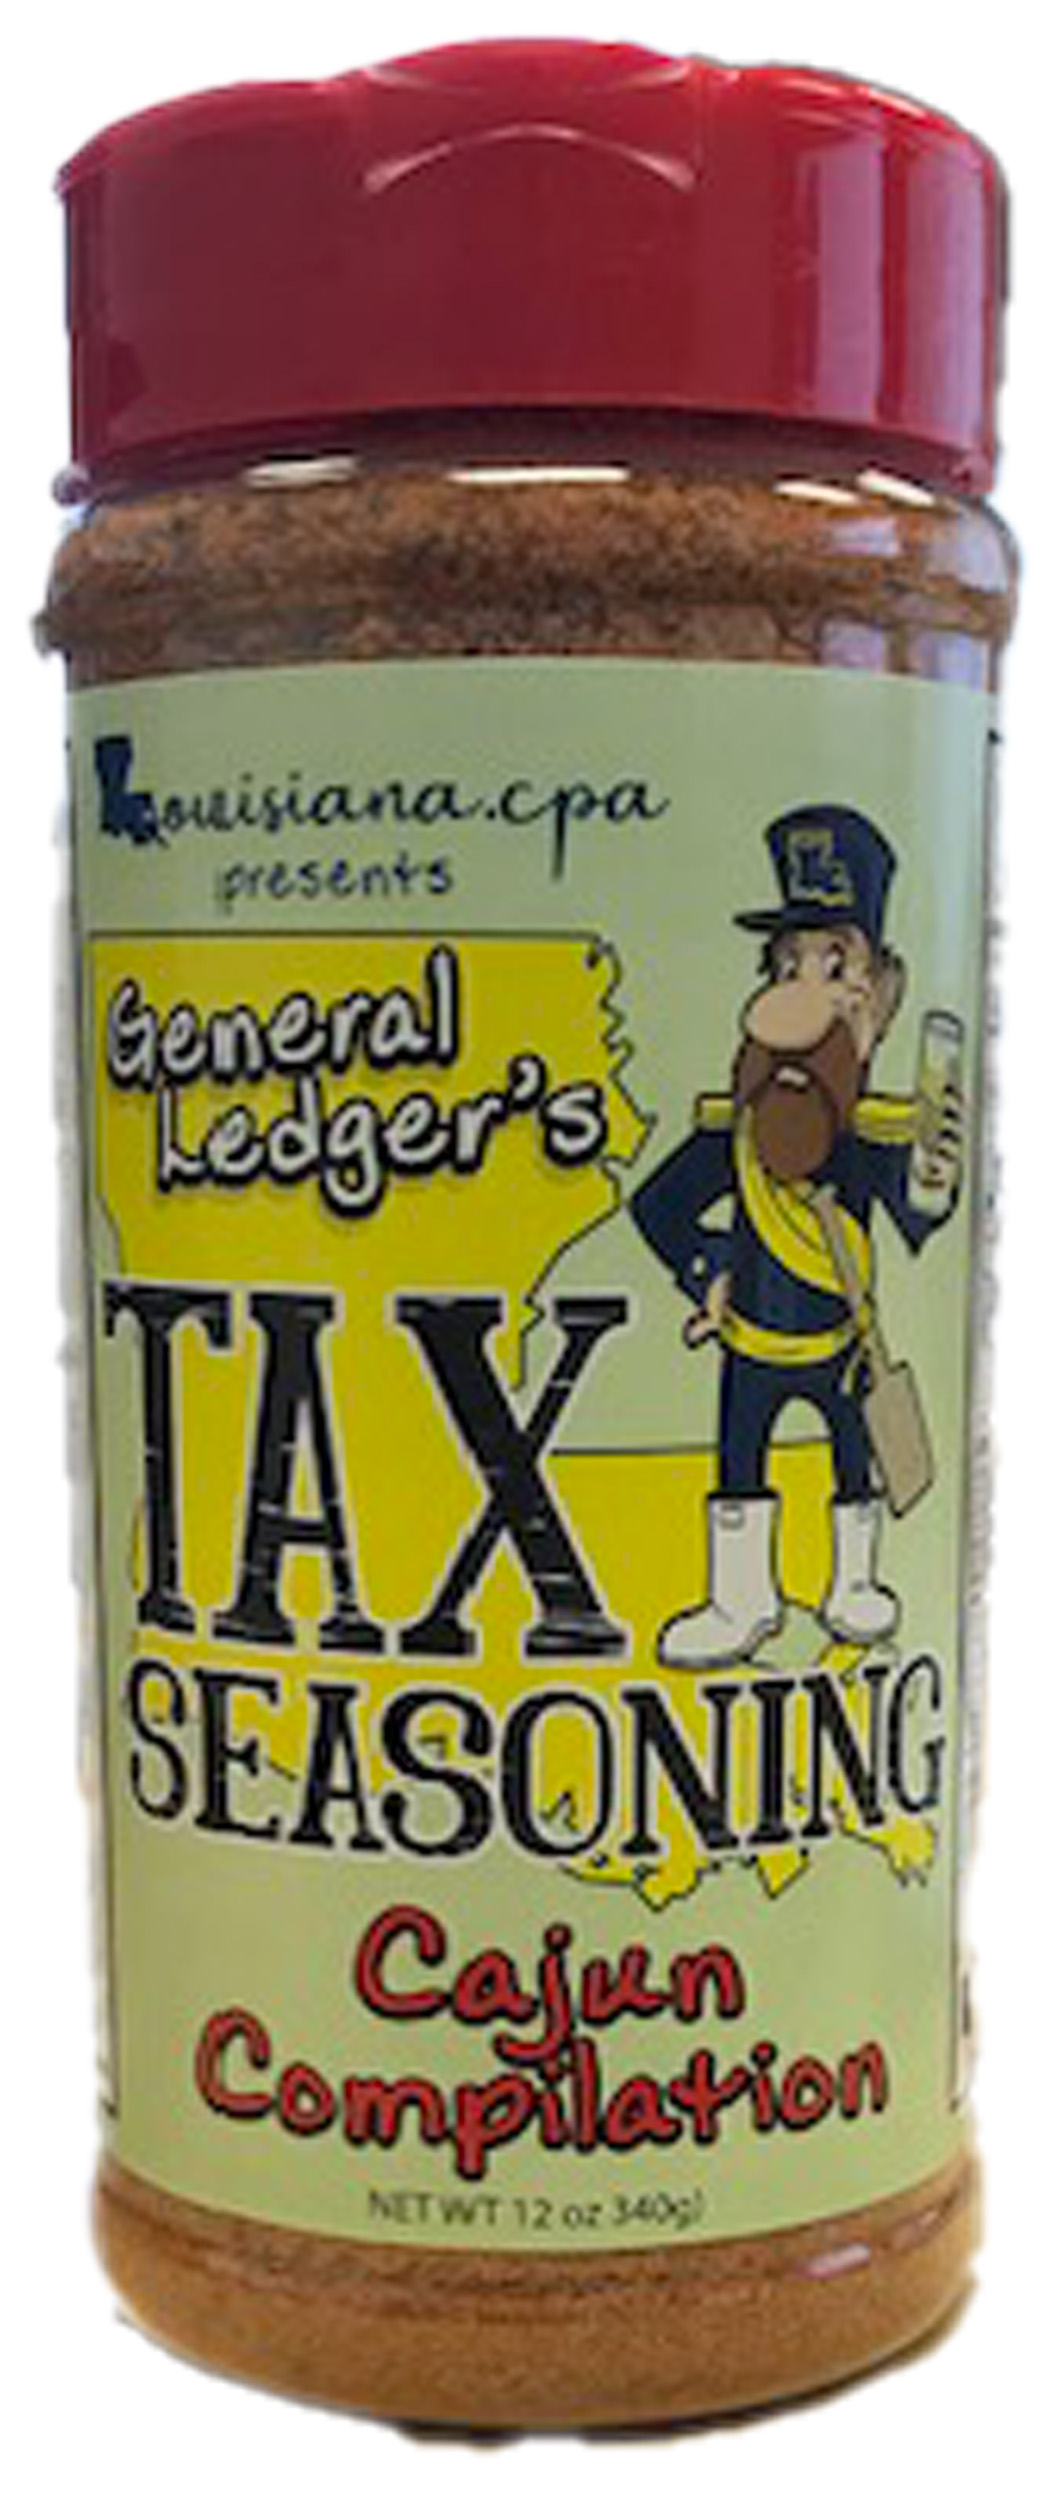 Louisiana.cpa
presents
General
Ledger's
TAX
SEASONING
Cajun
Compilation
NET WT 12 oz 340g)